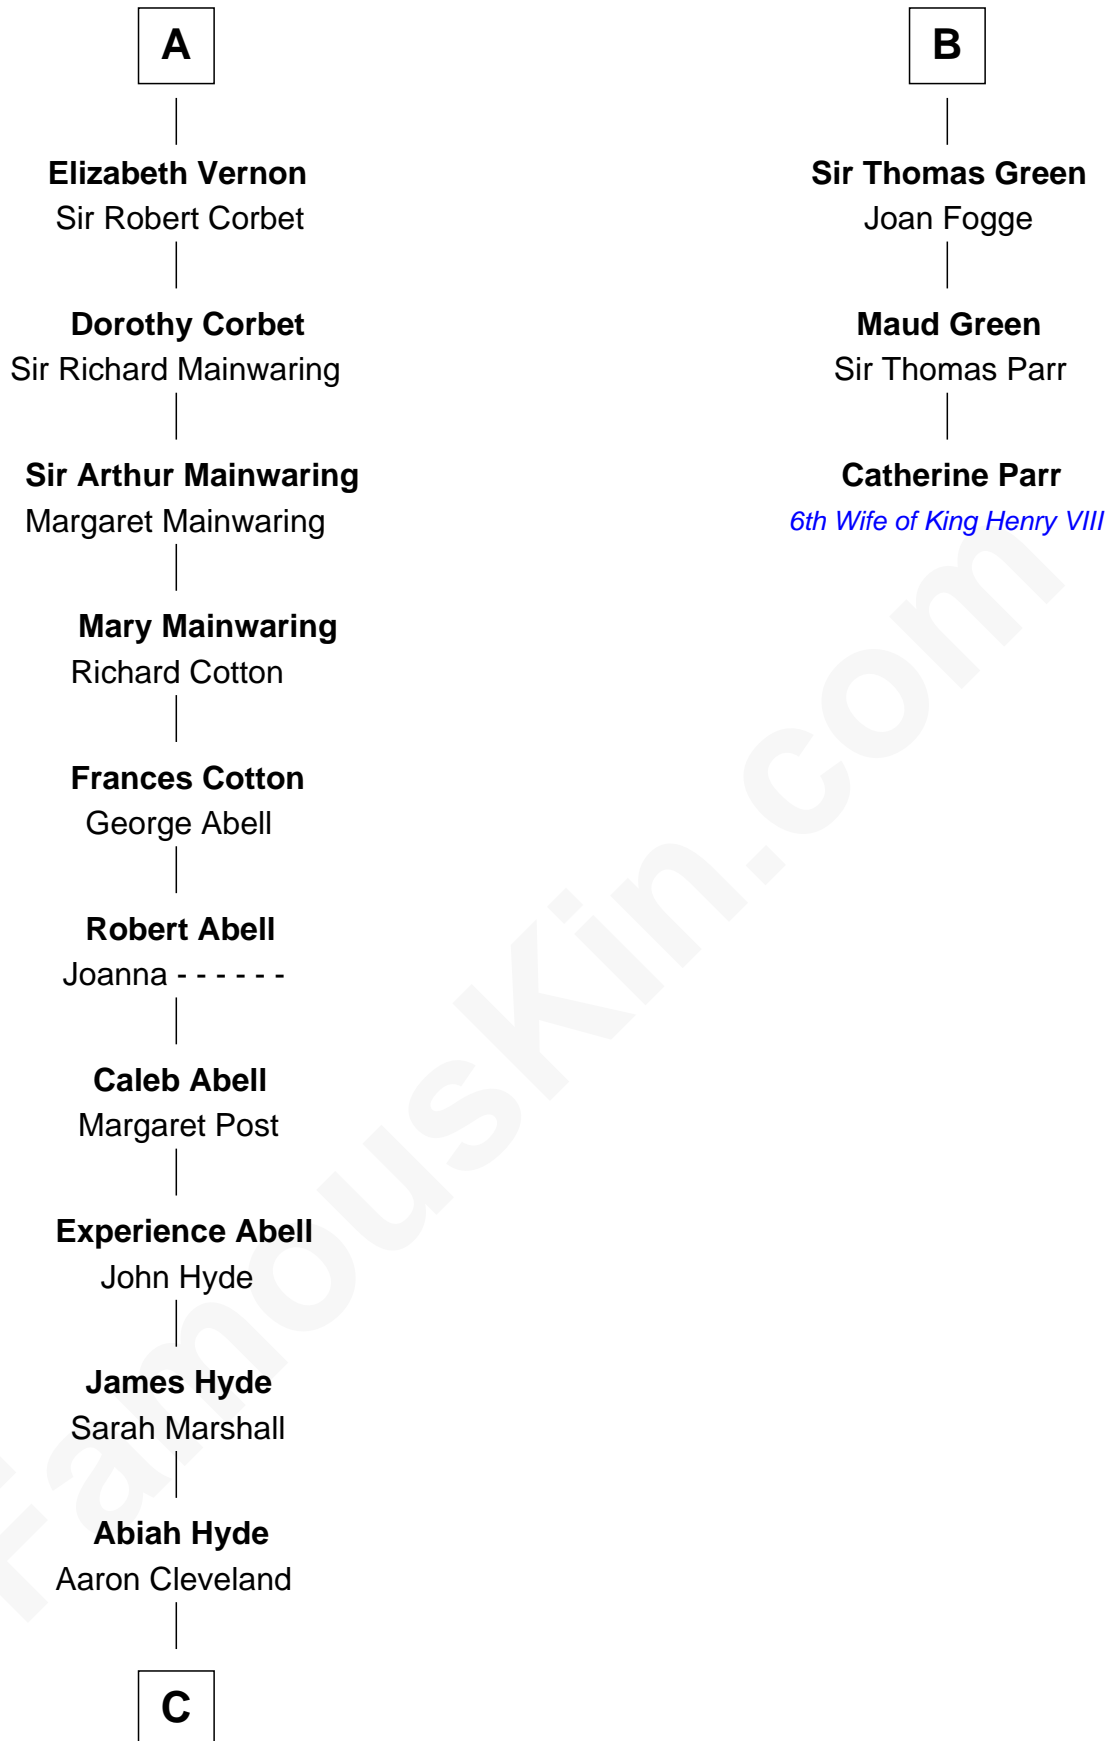 A
Elizabeth Vernon
Sir Robert Corbet
Dorothy Corbet
Sir Richard Mainwaring
Sir Arthur Mainwaring
Margaret Mainwaring
Mary Mainwaring
Richard Cotton
Frances Cotton
George Abell
Robert Abell
Joanna - - - - - -
Caleb Abell
Margaret Post
Experience Abell
John Hyde
James Hyde
Sarah Marshall
Abiah Hyde
Aaron Cleveland
C
B
Sir Thomas Green
Joan Fogge
Maud Green
Sir Thomas Parr
Catherine Parr
6th Wife of King Henry VIII
FamousKin.com